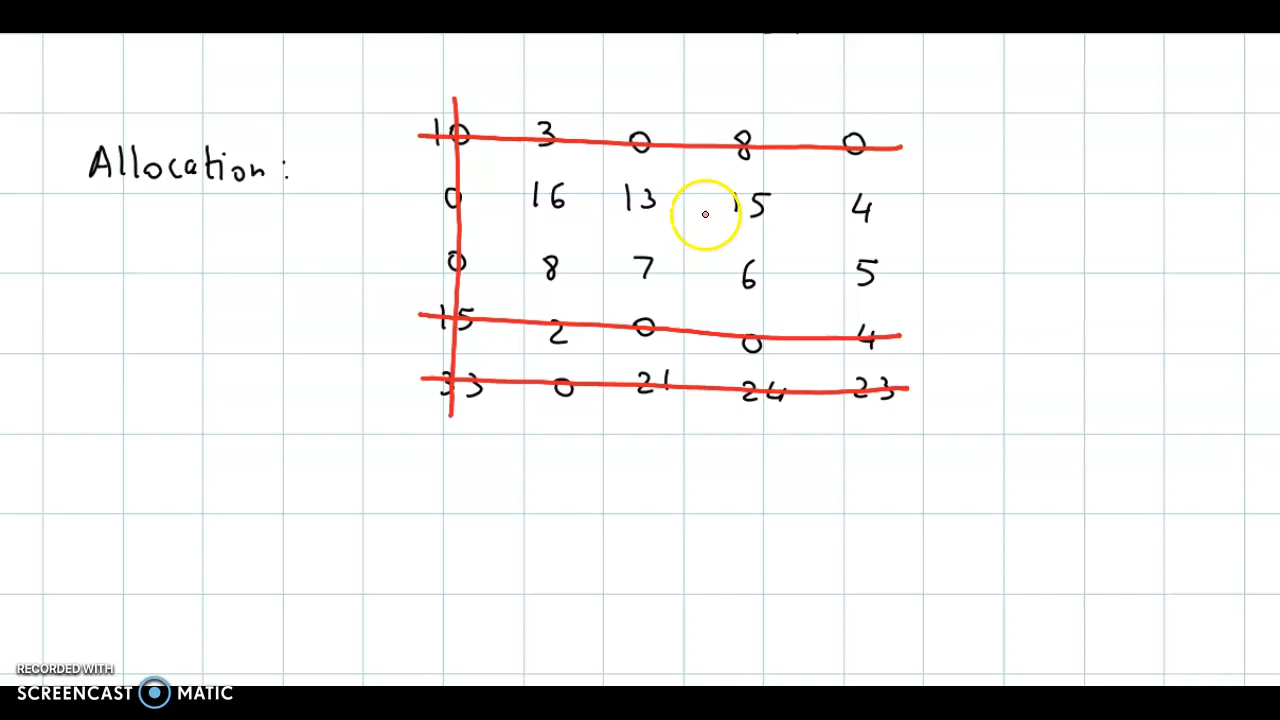 Allocation:
10 3 0 8 0
0 16 13 15 4
0 8 7 6 5
15 2 0 0 4
33 0 21 24 23
RECORDED WITH
SCREENCAST MATIC